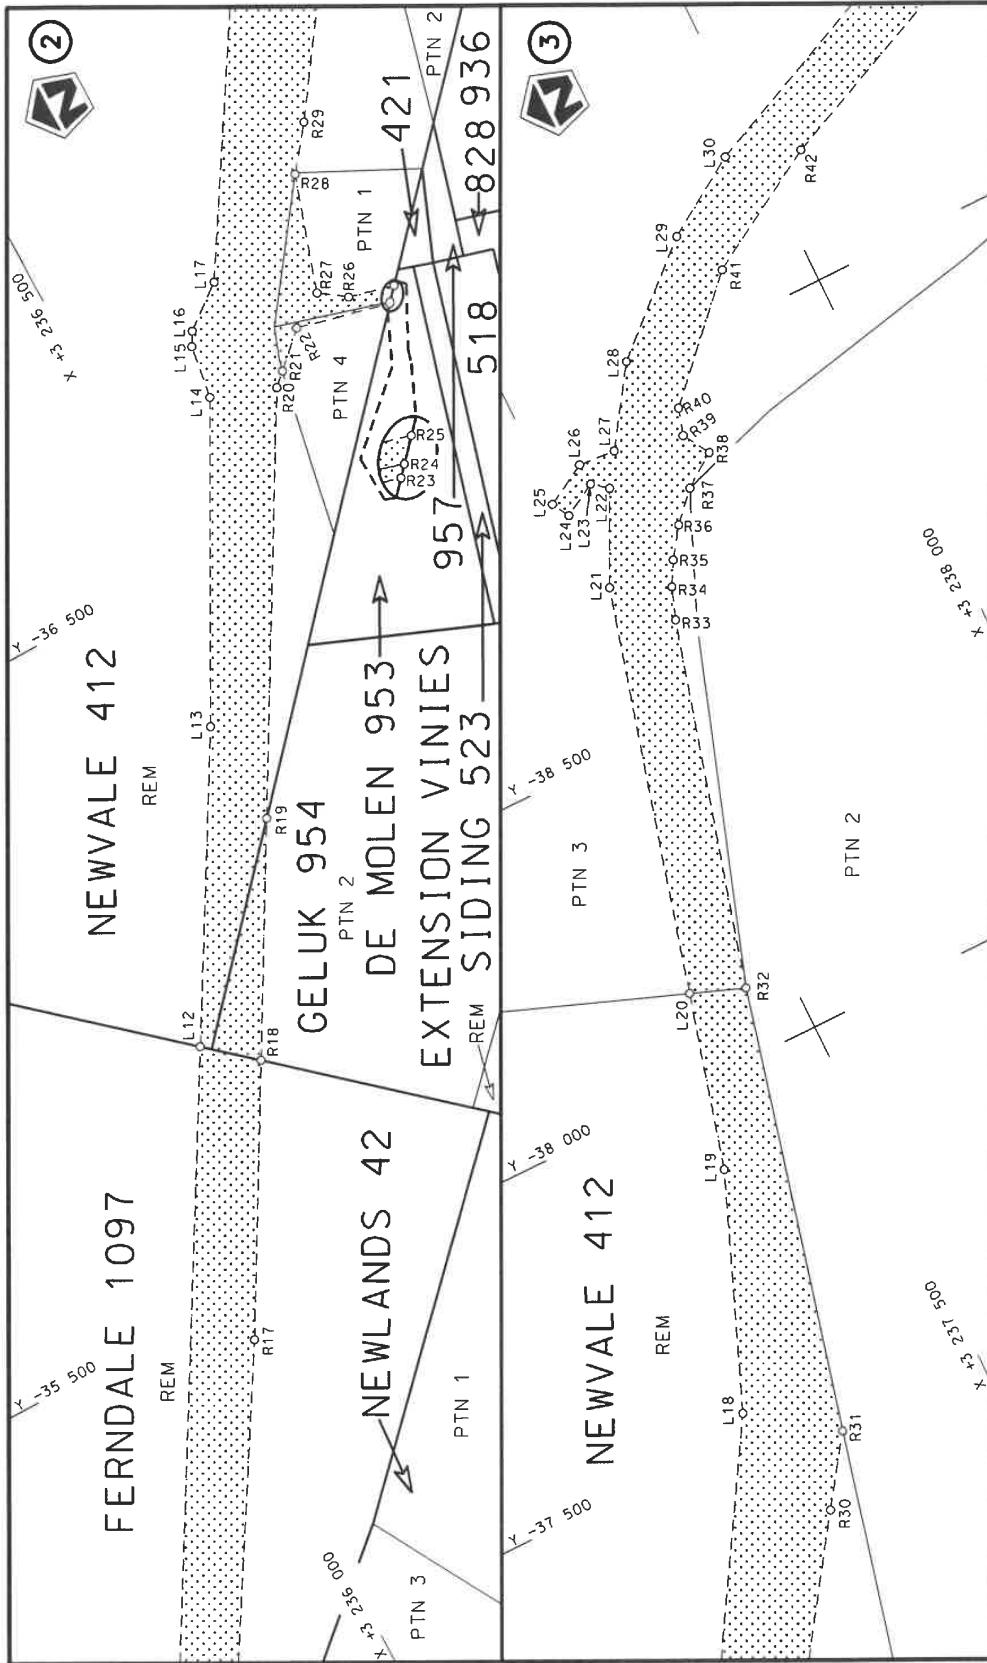 2
X +3 236 500
Y -36 500
Y -35 500
X +3 236 000
FERNDALE 1097
REM
NEWVALE 412
REM
L12
L13
L14
L15
L16
L17
R17
R18
R19
R20
R21
R22
R23
R24
R25
R26
R27
R28
R29
GELUK 954
PTN 2
DE MOLEN 953
EXTENSION VINIES
SIDING 523
REM
NEWLANDS 42
PTN 1
PTN 3
PTN 4
PTN 1
PTN 2
421
957
518
828
936
3
NEWVALE 412
REM
PTN 3
PTN 2
Y -37 500
Y -38 000
Y -38 500
X +3 237 500
X +3 238 000
L18
L19
L20
L21
L22
L23
L24
L25
L26
L27
L28
L29
L30
R30
R31
R32
R33
R34
R35
R36
R37
R38
R39
R40
R41
R42